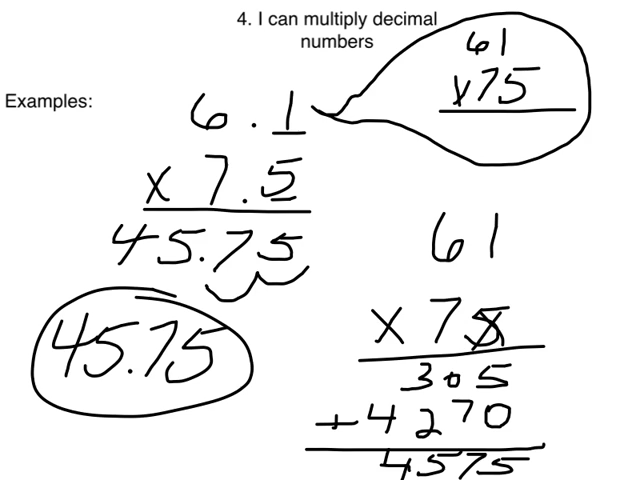 4. I can multiply decimal
numbers
61
x75
Examples:
6.1
x 7.5
45.75
45.75
61
x 75
305
+4270
4575